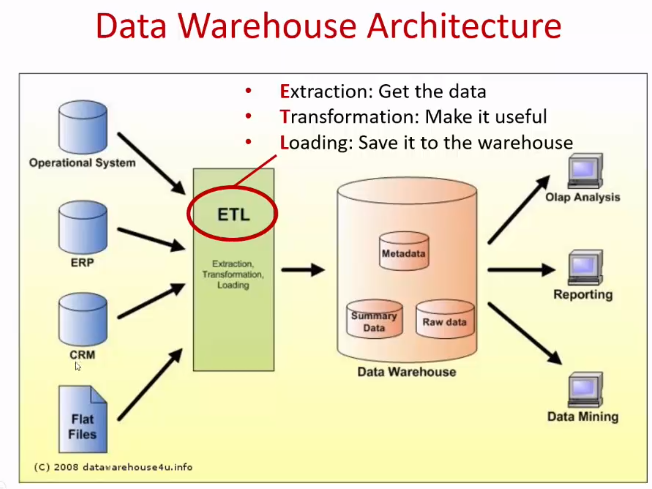 Data Warehouse Architecture
• Extraction: Get the data
• Transformation: Make it useful
• Loading: Save it to the warehouse
Operational System
ERP
CRM
Flat
Files
ETL
Extraction,
Transformation,
Loading
Metadata
Summary
Data
Raw data
Data Warehouse
Olap Analysis
Reporting
Data Mining
(C) 2008 datawarehouse4u.info